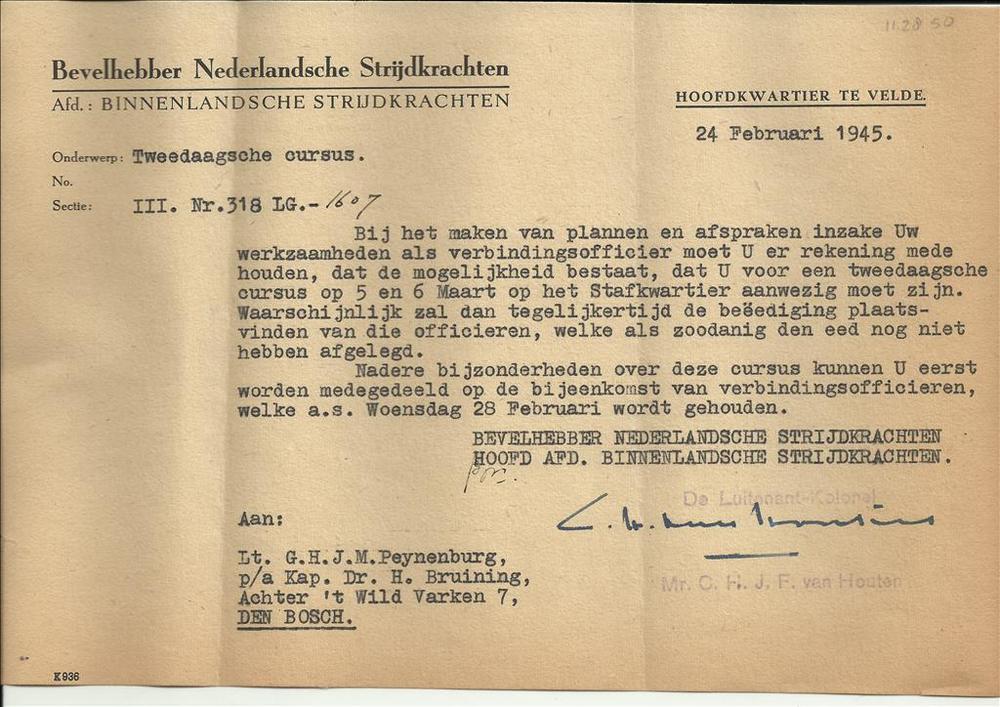 11.28 50
Bevelhebber Nederlandsche Strijdkrachten
Afd.: BINNENLANDSCHE STRIJDKRACHTEN
HOOFDKWARTIER TE VELDE.
24 Februari 1945.
Onderwerp: Tweedaagsche cursus.
No.
Sectie: III. Nr.318 LG.-1607
Bij het maken van plannen en afspraken inzake Uw
werkzaamheden als verbindingsofficier moet U er rekening mede
houden, dat de mogelijkheid bestaat, dat U voor een tweedaagsche
cursus op 5 en 6 Maart op het Stafkwartier aanwezig moet zijn.
Waarschijnlijk zal dan tegelijkertijd de beëediging plaats-
vinden van die officieren, welke als zoodanig den eed nog niet
hebben afgelegd.
Nadere bijzonderheden over deze cursus kunnen U eerst
worden medegedeeld op de bijeenkomst van verbindingsofficieren,
welke a.s. Woensdag 28 Februari wordt gehouden.
BEVELHEBBER NEDERLANDSCHE STRIJDKRACHTEN
HOOFD AFD. BINNENLANDSCHE STRIJDKRACHTEN.
De Luitenant-Kolonel
Aan:
Lt. G.H.J.M.Peynenburg,
p/a Kap. Dr. H. Bruining,
Achter 't Wild Varken 7,
DEN BOSCH.
Mr. C. H. J. F. van Houten
K936